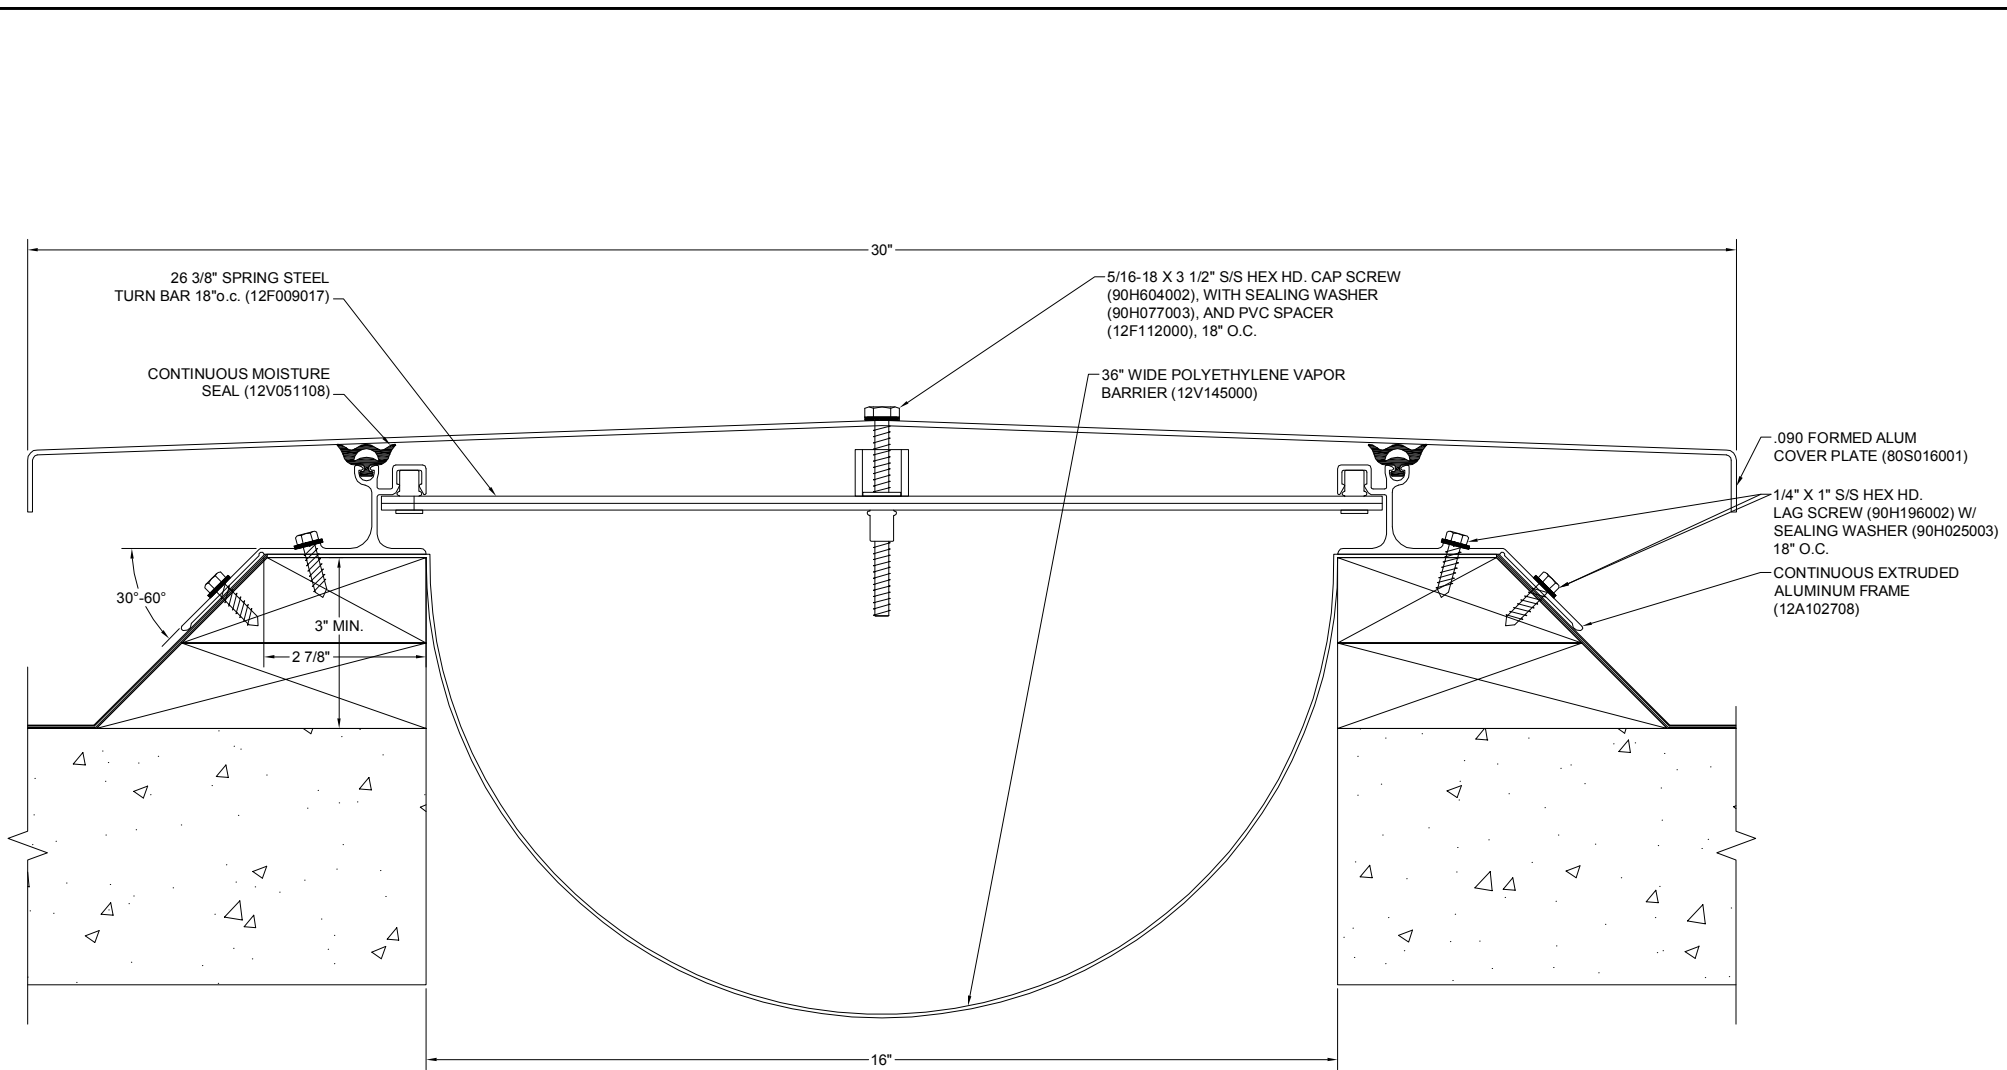 30"
26 3/8" SPRING STEEL
TURN BAR 18"o.c. (12F009017)
5/16-18 X 3 1/2" S/S HEX HD. CAP SCREW
(90H604002), WITH SEALING WASHER
(90H077003), AND PVC SPACER
(12F112000), 18" O.C.
CONTINUOUS MOISTURE
SEAL (12V051108)
36" WIDE POLYETHYLENE VAPOR
BARRIER (12V145000)
.090 FORMED ALUM
COVER PLATE (80S016001)
1/4" X 1" S/S HEX HD.
LAG SCREW (90H196002) W/
SEALING WASHER (90H025003)
18" O.C.
CONTINUOUS EXTRUDED
ALUMINUM FRAME
(12A102708)
30°-60°
3" MIN.
2 7/8"
16"